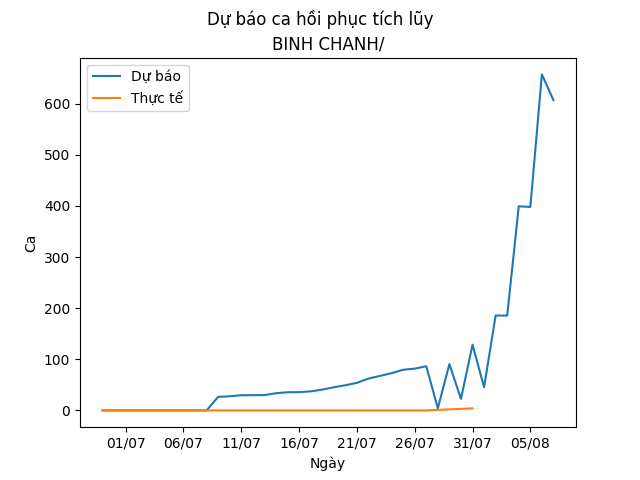 Dự báo ca hồi phục tích lũy
BINH CHANH/
Dự báo
Thực tế
600
500
400
300
200
100
0
Ca
01/07 06/07 11/07 16/07 21/07 26/07 31/07 05/08
Ngày